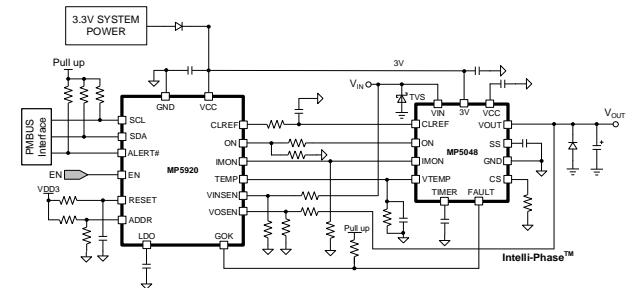 3.3V SYSTEM
POWER
Pull up
3V
VIN
TVS
GND
VCC
VIN
3V
VCC
VOUT
PMBUS
Interface
SCL
SDA
ALERT#
EN
EN
VDD3
RESET
ADDR
LDO
GOK
MP5920
CLREF
ON
IMON
TEMP
VINSEN
VOSEN
Pull up
CLREF
ON
IMON
VTEMP
MP5048
VOUT
SS
GND
CS
TIMER
FAULT
Intelli-Phase™